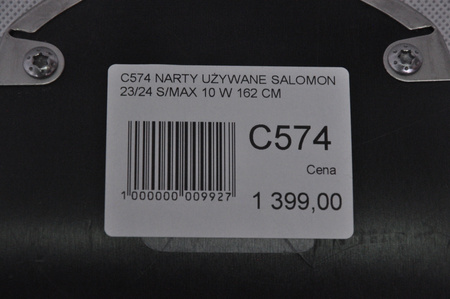 C574 NARTY UŻYWANE SALOMON
23/24 S/MAX 10 W 162 CM
C574
Cena
1 000000 009927
1 399,00